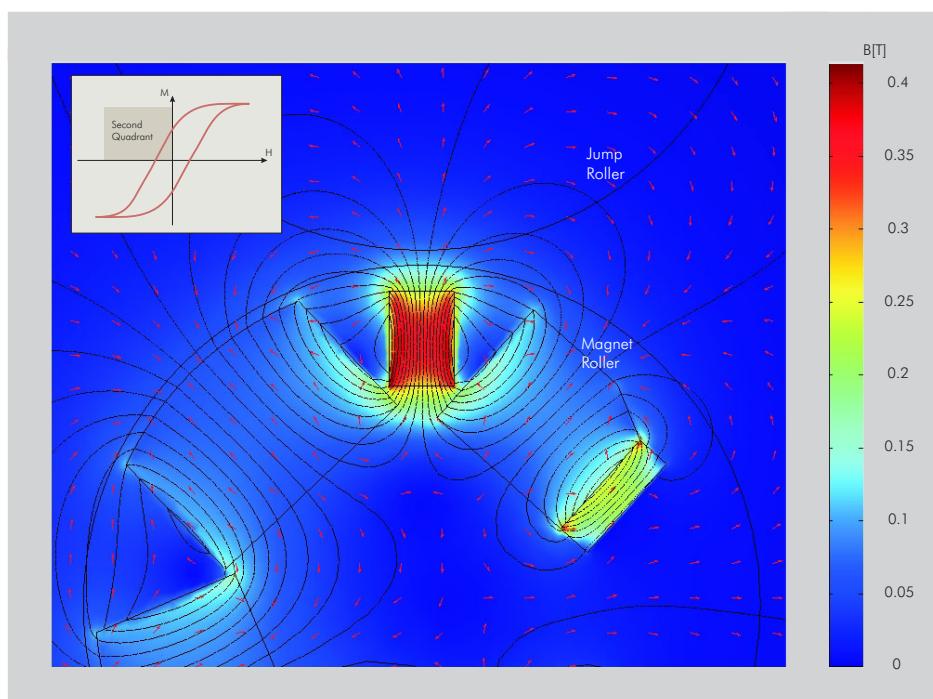 B[T]
M
Second
Quadrant
H
Jump
Roller
Magnet
Roller
0.4
0.35
0.3
0.25
0.2
0.15
0.1
0.05
0